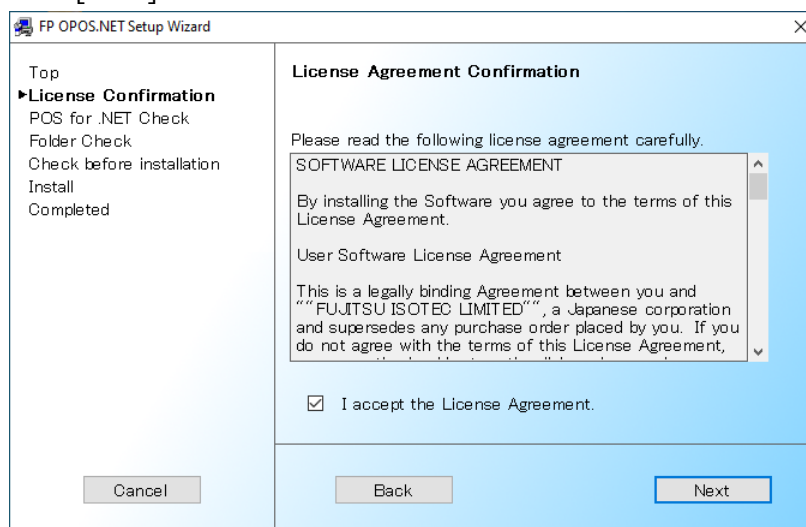 FP OPOS.NET Setup Wizard
Top
License Confirmation
POS for .NET Check
Folder Check
Check before installation
Install
Completed
License Agreement Confirmation
Please read the following license agreement carefully.
SOFTWARE LICENSE AGREEMENT
By installing the Software you agree to the terms of this
License Agreement.
User Software License Agreement
This is a legally binding Agreement between you and
““FUJITSU ISOTEC LIMITED““, a Japanese corporation
and supersedes any purchase order placed by you.  If you
do not agree with the terms of this License Agreement,
I accept the License Agreement.
Cancel
Back
Next